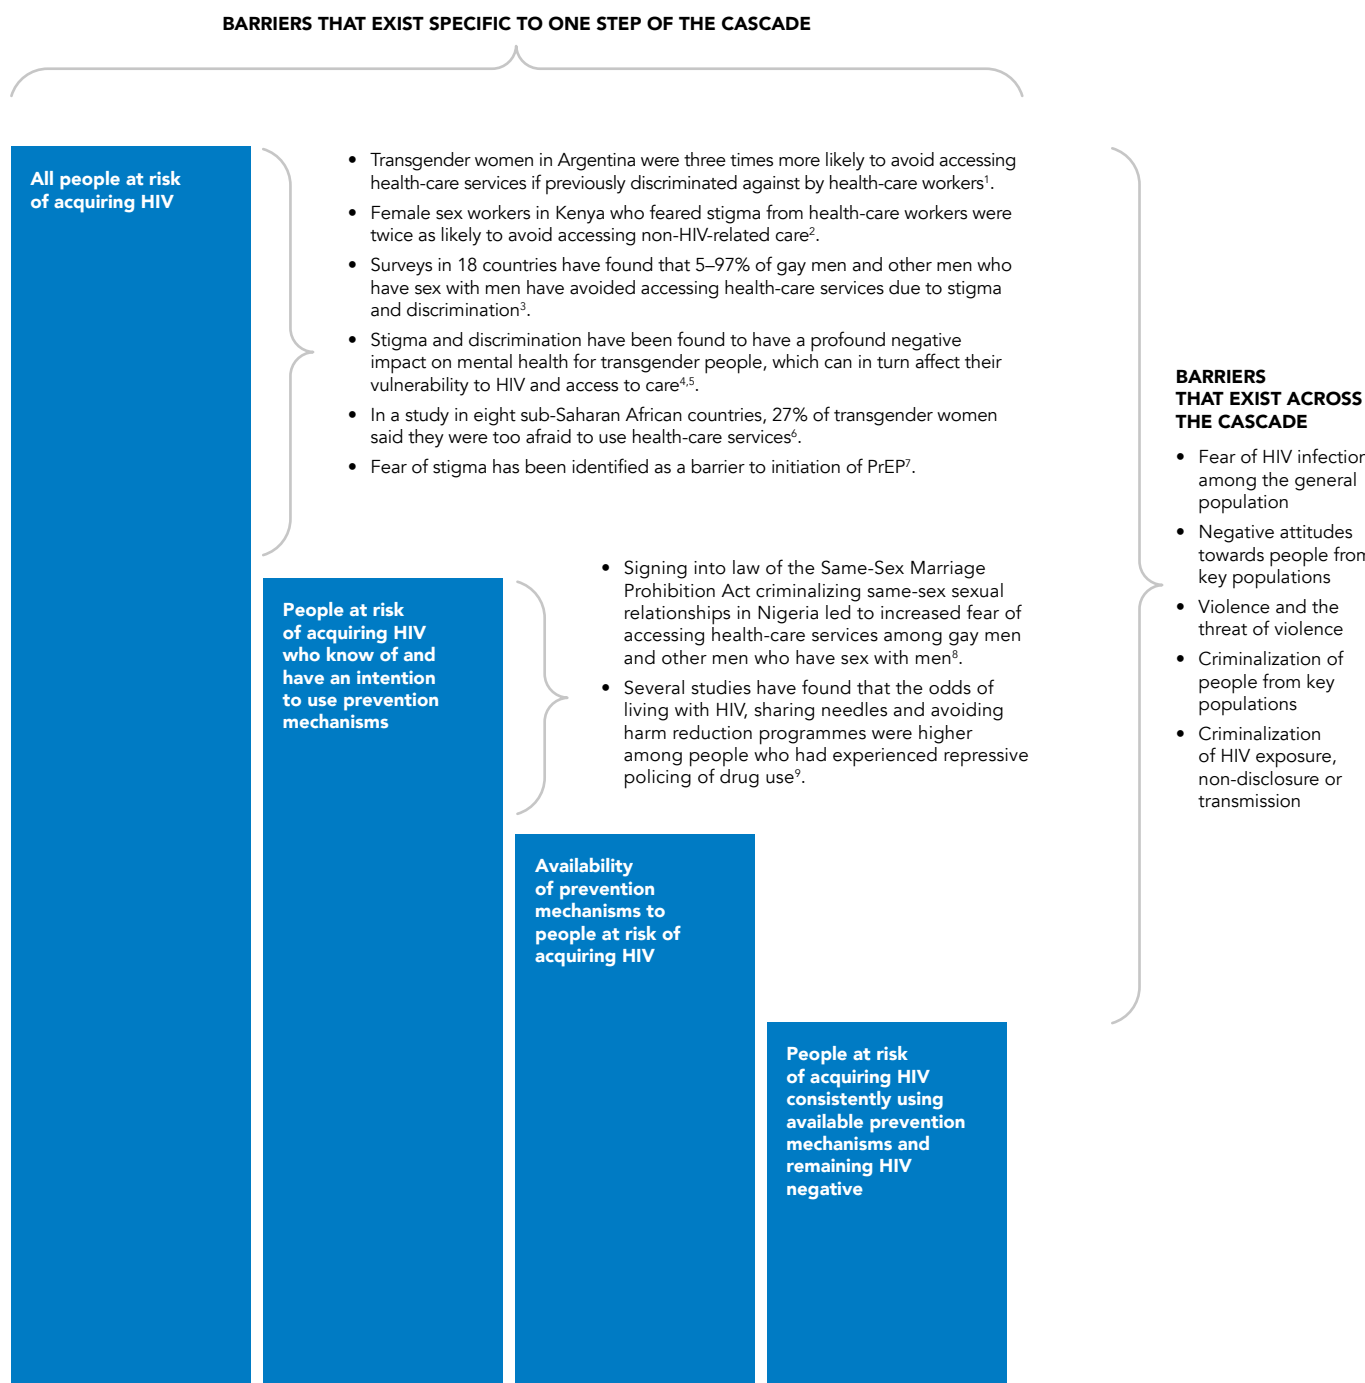 BARRIERS THAT EXIST SPECIFIC TO ONE STEP OF THE CASCADE
All people at risk
of acquiring HIV
• Transgender women in Argentina were three times more likely to avoid accessing
health-care services if previously discriminated against by health-care workers¹.
• Female sex workers in Kenya who feared stigma from health-care workers were
twice as likely to avoid accessing non-HIV-related care².
• Surveys in 18 countries have found that 5–97% of gay men and other men who
have sex with men have avoided accessing health-care services due to stigma
and discrimination³.
• Stigma and discrimination have been found to have a profound negative
impact on mental health for transgender people, which can in turn affect their
vulnerability to HIV and access to care⁴,⁵.
• In a study in eight sub-Saharan African countries, 27% of transgender women
said they were too afraid to use health-care services⁶.
• Fear of stigma has been identified as a barrier to initiation of PrEP⁷.
People at risk
of acquiring HIV
who know of and
have an intention
to use prevention
mechanisms
• Signing into law of the Same-Sex Marriage
Prohibition Act criminalizing same-sex sexual
relationships in Nigeria led to increased fear of
accessing health-care services among gay men
and other men who have sex with men⁸.
• Several studies have found that the odds of
living with HIV, sharing needles and avoiding
harm reduction programmes were higher
among people who had experienced repressive
policing of drug use⁹.
Availability
of prevention
mechanisms to
people at risk of
acquiring HIV
People at risk
of acquiring HIV
consistently using
available prevention
mechanisms and
remaining HIV
negative
BARRIERS
THAT EXIST ACROSS
THE CASCADE
• Fear of HIV infection
among the general
population
• Negative attitudes
towards people from
key populations
• Violence and the
threat of violence
• Criminalization of
people from key
populations
• Criminalization
of HIV exposure,
non-disclosure or
transmission